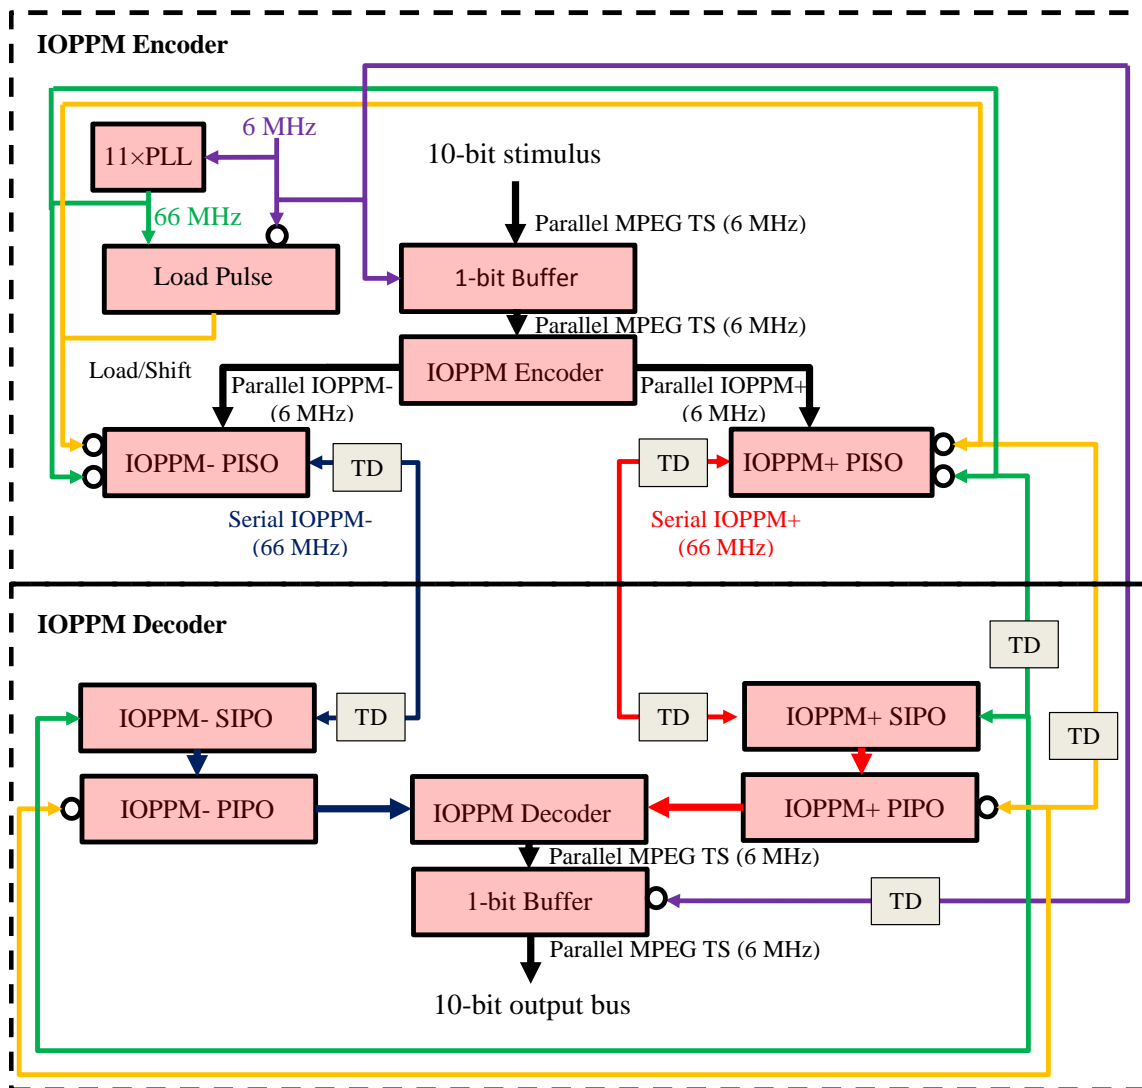 IOPPM Encoder
6 MHz
11×PLL
10-bit stimulus
66 MHz
Parallel MPEG TS (6 MHz)
Load Pulse
1-bit Buffer
Parallel MPEG TS (6 MHz)
Load/Shift
IOPPM Encoder
Parallel IOPPM-
(6 MHz)
Parallel IOPPM+
(6 MHz)
IOPPM- PISO
TD
TD
IOPPM+ PISO
Serial IOPPM-
(66 MHz)
Serial IOPPM+
(66 MHz)
IOPPM Decoder
TD
IOPPM- SIPO
TD
TD
IOPPM+ SIPO
TD
IOPPM- PIPO
IOPPM Decoder
IOPPM+ PIPO
Parallel MPEG TS (6 MHz)
1-bit Buffer
TD
Parallel MPEG TS (6 MHz)
10-bit output bus